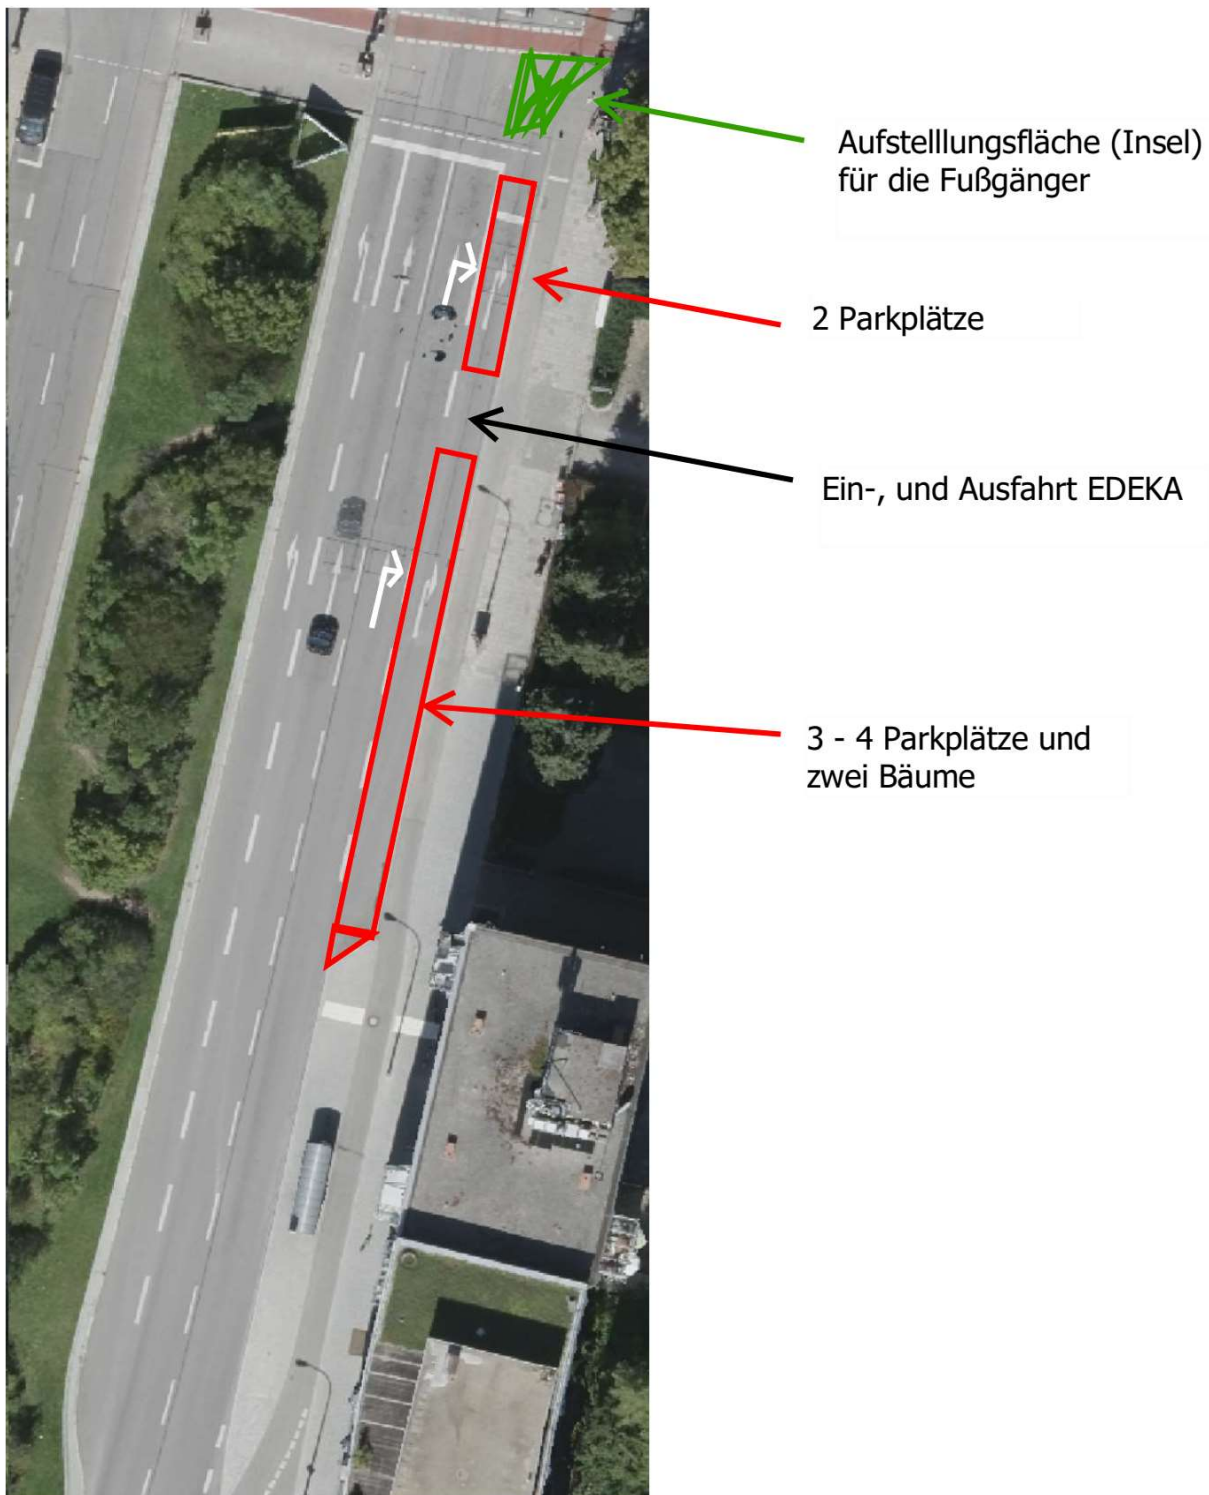 Aufstelllungsfläche (Insel)
für die Fußgänger
2 Parkplätze
Ein-, und Ausfahrt EDEKA
3 - 4 Parkplätze und
zwei Bäume